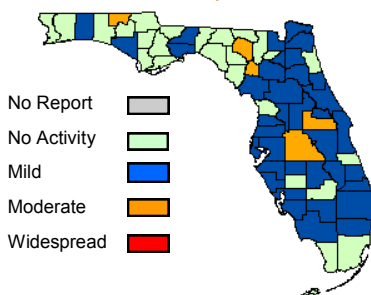 No Report
No Activity
Mild
Moderate
Widespread